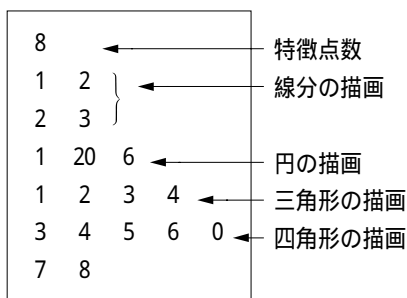 8 特徴点数
1 2 線分の描画
2 3
1 20 6 円の描画
1 2 3 4 三角形の描画
3 4 5 6 0 四角形の描画
7 8